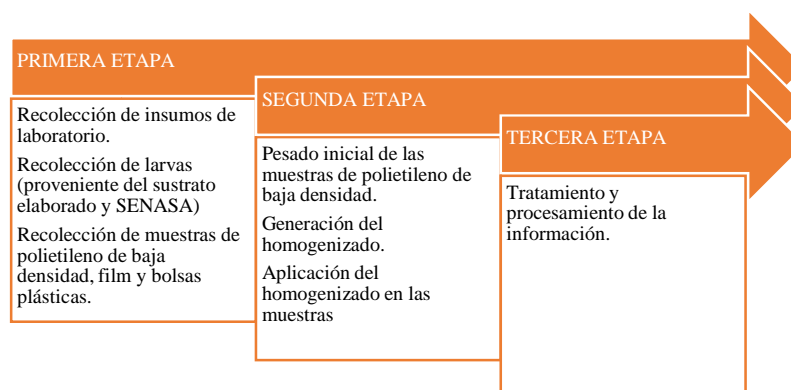 PRIMERA ETAPA
Recolección de insumos de
laboratorio.
Recolección de larvas
(proveniente del sustrato
elaborado y SENASA)
Recolección de muestras de
polietileno de baja
densidad, film y bolsas
plásticas.
SEGUNDA ETAPA
Pesado inicial de las
muestras de polietileno de
baja densidad.
Generación del
homogenizado.
Aplicación del
homogenizado en las
muestras
TERCERA ETAPA
Tratamiento y
procesamiento de la
información.